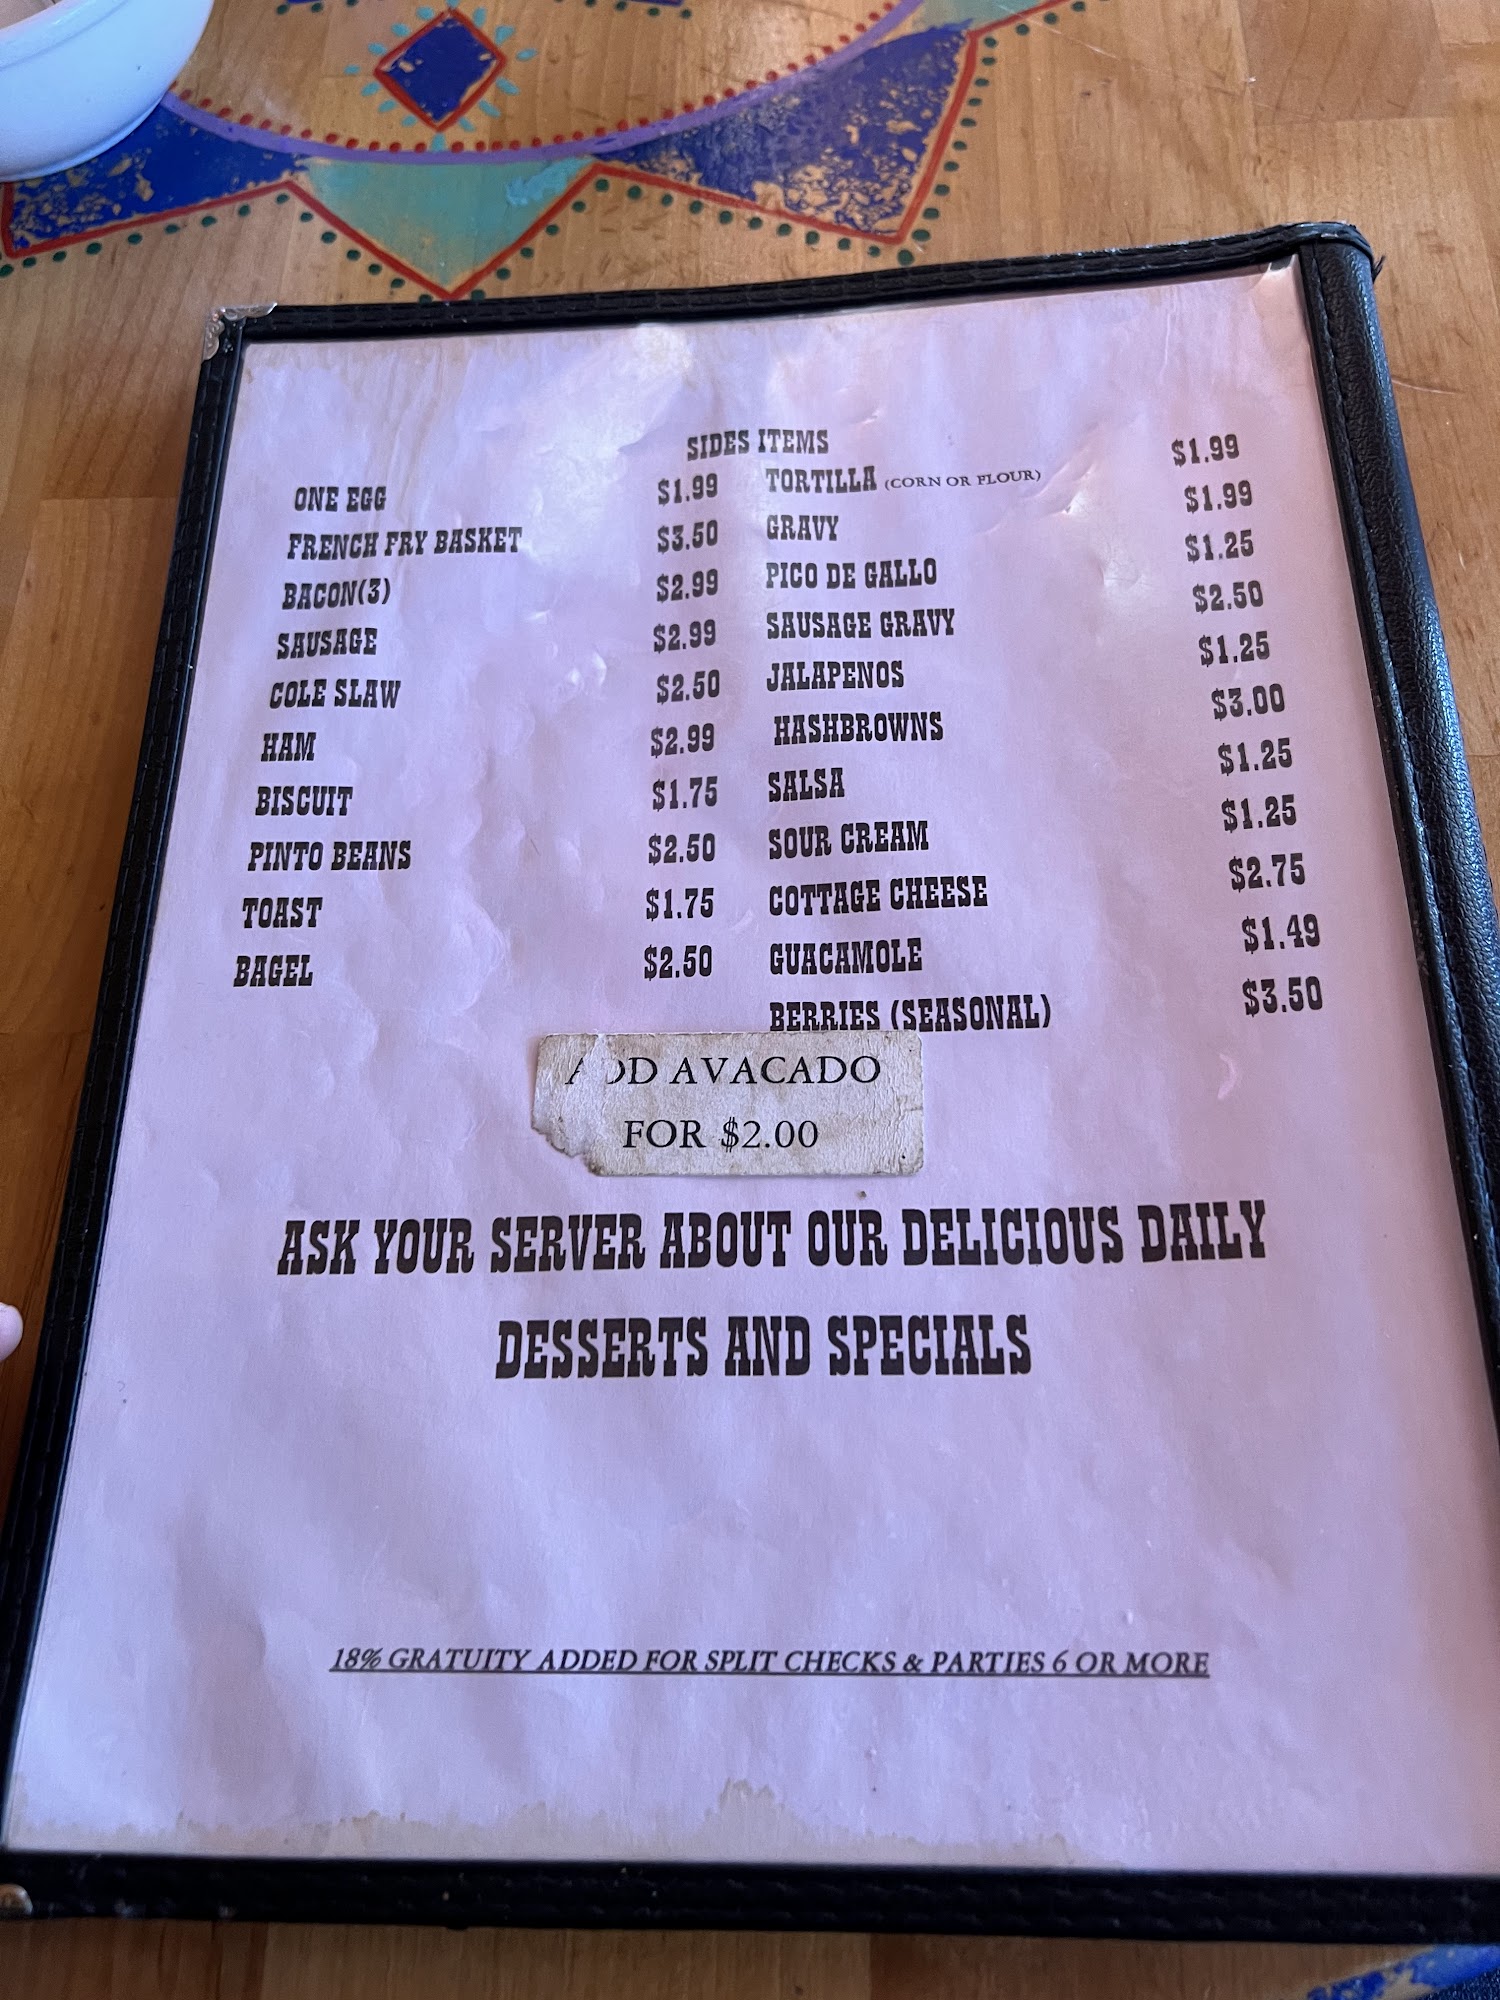 SIDES ITEMS
ONE EGG $1.99
FRENCH FRY BASKET $3.50
BACON(3) $2.99
SAUSAGE $2.99
COLE SLAW $2.50
HAM $2.99
BISCUIT $1.75
PINTO BEANS $2.50
TOAST $1.75
BAGEL $2.50
TORTILLA (CORN OR FLOUR) $1.99
GRAVY $1.99
PICO DE GALLO $1.25
SAUSAGE GRAVY $2.50
JALAPENOS $1.25
HASHBROWNS $3.00
SALSA $1.25
SOUR CREAM $1.25
COTTAGE CHEESE $2.75
GUACAMOLE $1.49
BERRIES (SEASONAL) $3.50
ADD AVACADO
FOR $2.00
ASK YOUR SERVER ABOUT OUR DELICIOUS DAILY
DESSERTS AND SPECIALS
18% GRATUITY ADDED FOR SPLIT CHECKS & PARTIES 6 OR MORE